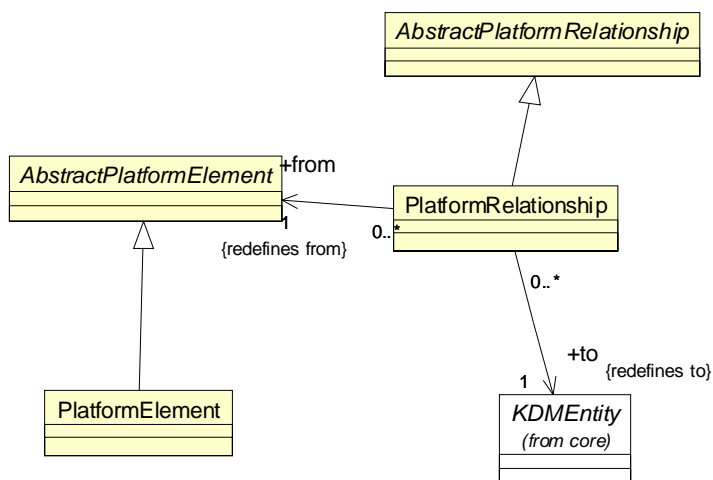 AbstractPlatformRelationship
AbstractPlatformElement
+from
PlatformRelationship
1
0..*
{redefines from}
0..*
+to
{redefines to}
1
PlatformElement
KDMEntity
(from core)